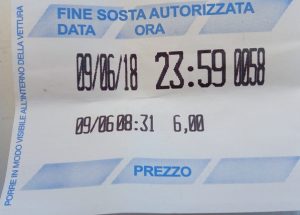 FINE SOSTA AUTORIZZATA
DATA ORA
09/06/18 23:59 0058
09/06 08:31 6,00
PREZZO
PORRE IN MODO VISIBILE ALL'INTERNO DELLA VETTURA